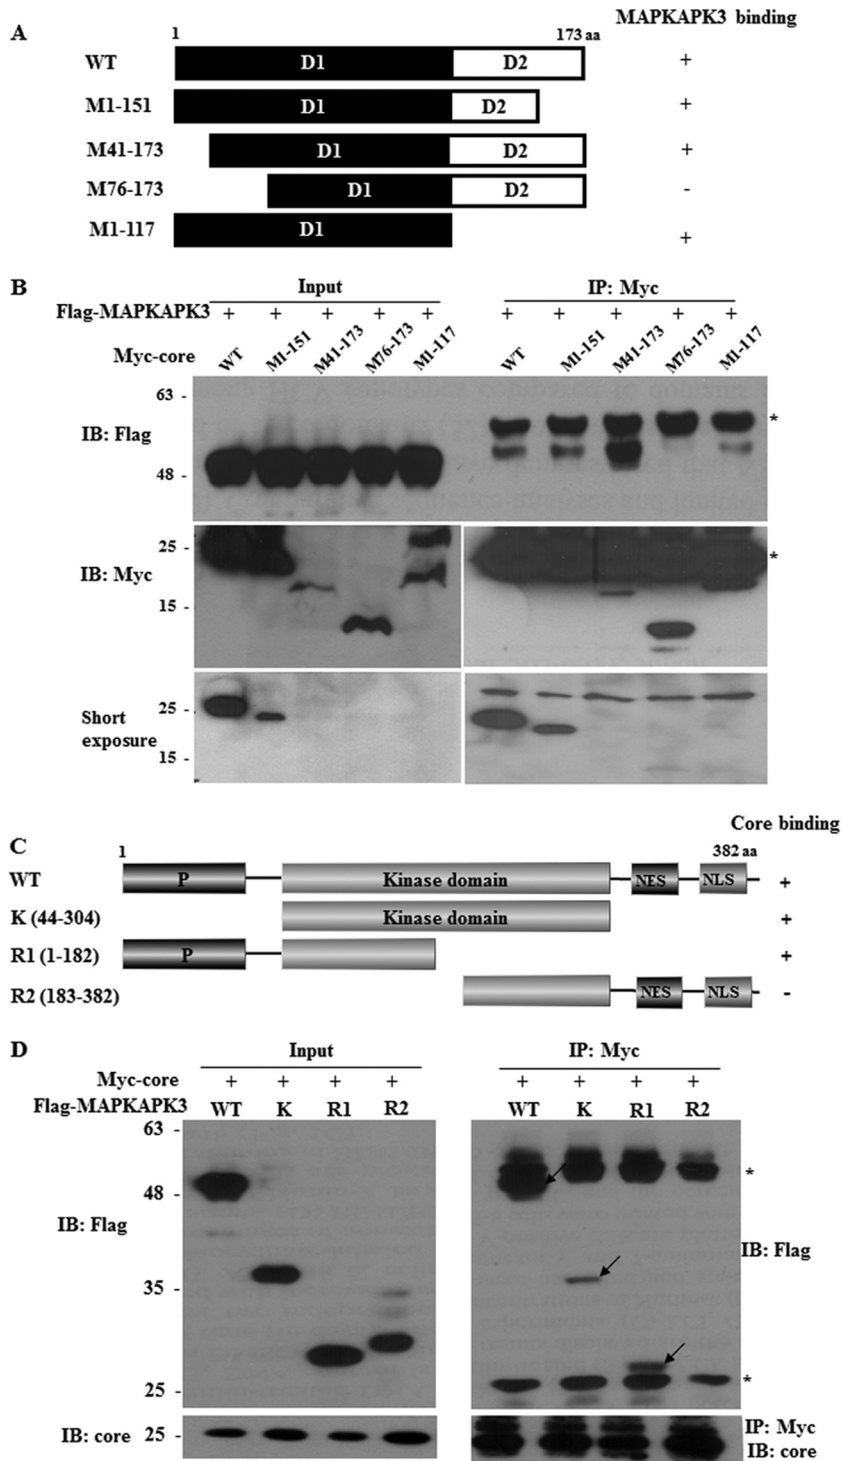 A
1
173 aa
MAPKAPK3 binding
WT
D1
D2
+
M1-151
D1
D2
+
M41-173
D1
D2
+
M76-173
D1
D2
-
M1-117
D1
+
B
Input
IP: Myc
Flag-MAPKAPK3
+ + + + +
+ + + + +
Myc-core
WT
M1-151
M41-173
M76-173
M1-117
WT
M1-151
M41-173
M76-173
M1-117
63 -
*
IB: Flag
48 -
25 -
*
IB: Myc
15 -
25 -
Short
exposure
15 -
C
Core binding
1
382 aa
WT
P
Kinase domain
NES
NLS
+
K (44-304)
Kinase domain
+
R1 (1-182)
P
+
R2 (183-382)
NES
NLS
-
D
Input
IP: Myc
Myc-core
+ + + +
+ + + +
Flag-MAPKAPK3
WT K R1 R2
WT K R1 R2
63 -
*
48 -
IB: Flag
IB: Flag
35 -
25 -
*
IB: core
25 -
IP: Myc
IB: core